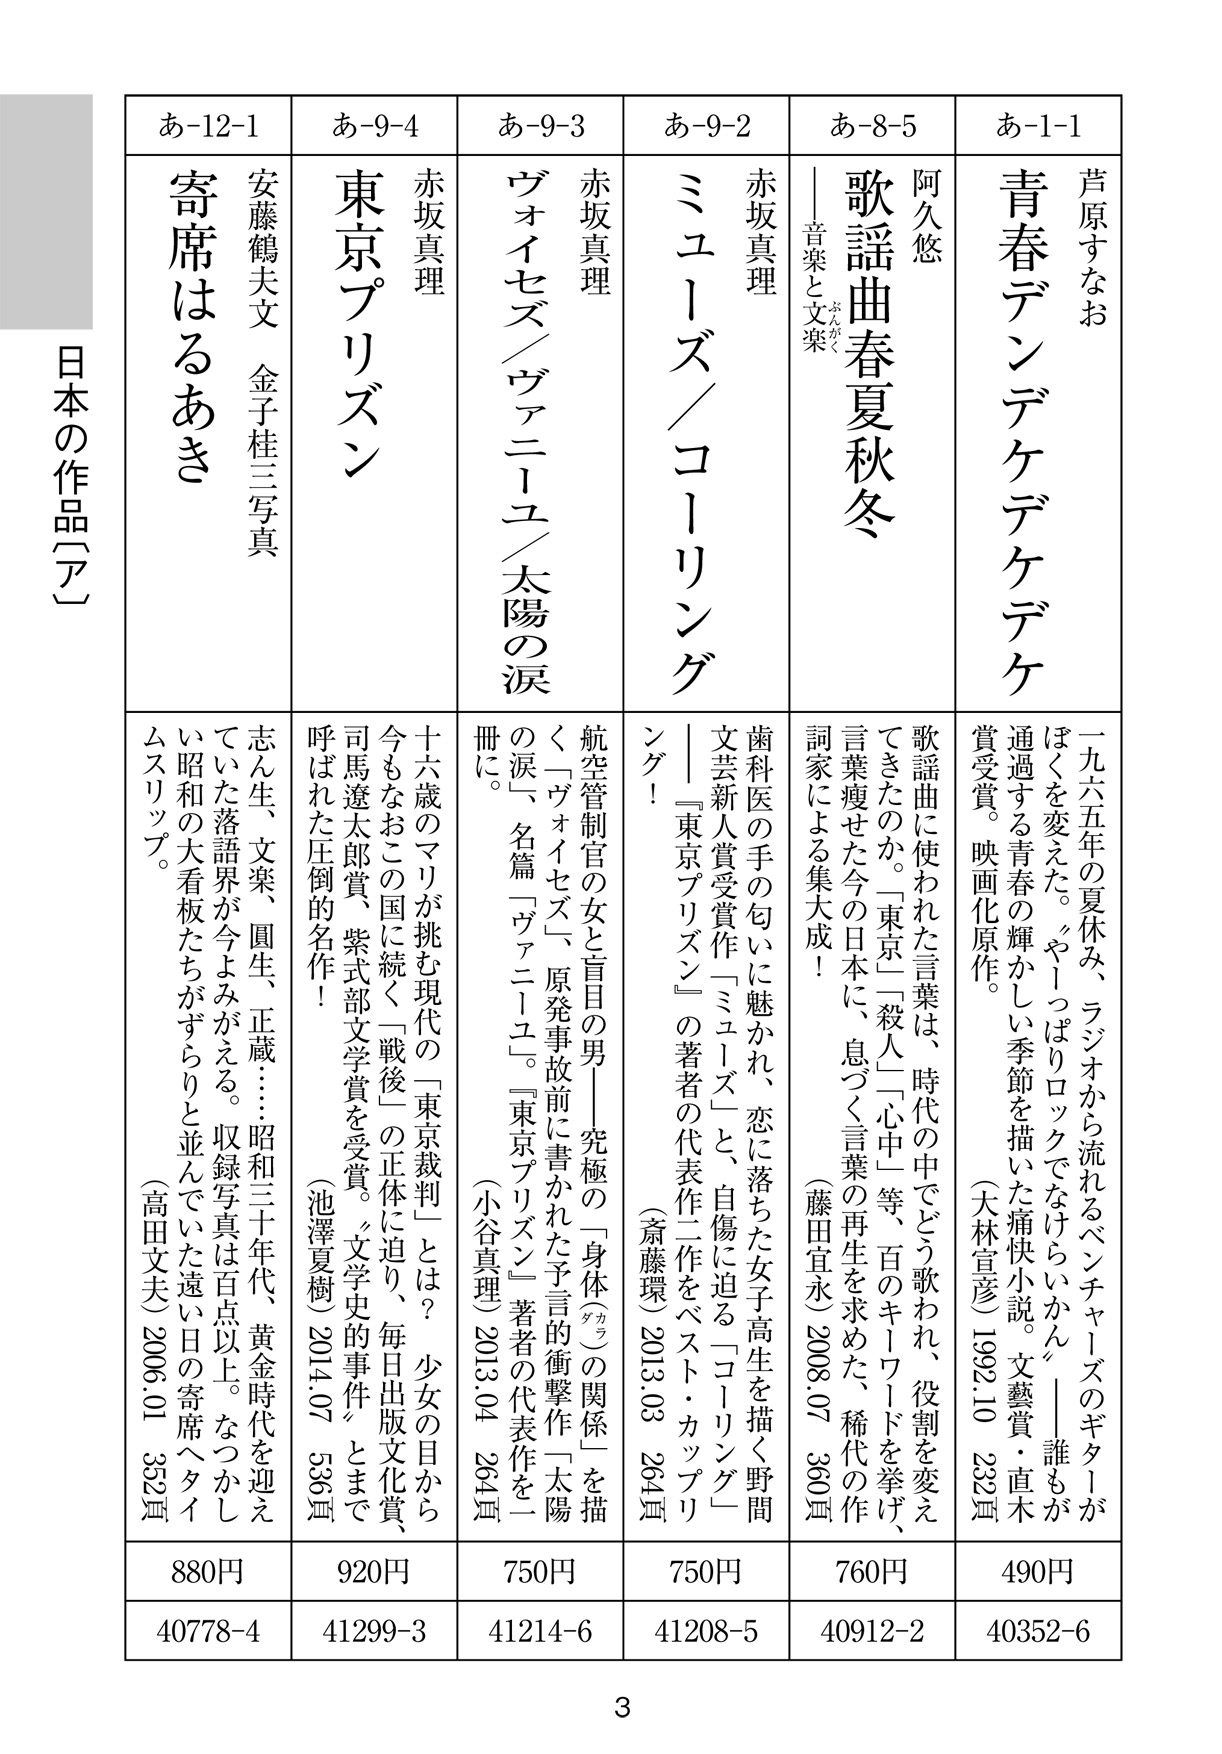 あ-1-1
芦原すなお
青春デンデケデケデケ
一九六五年の夏休み、ラジオから流れるベンチャーズのギターが
ぼくを変えた。〝やーっぱりロックでなけらいかん〟――誰もが
通過する青春の輝かしい季節を描いた痛快小説。文藝賞・直木
賞受賞。映画化原作。
（大林宣彦）1992.10 232頁
490円
40352-6
あ-8-5
阿久悠
歌謡曲春夏秋冬
――音楽と文楽
ぶんがく
歌謡曲に使われた言葉は、時代の中でどう歌われ、役割を変え
てきたのか。「東京」「殺人」「心中」等、百のキーワードを挙げ、
言葉痩せた今の日本に、息づく言葉の再生を求めた、稀代の作
詞家による集大成！
（藤田宜永）2008.07 360頁
760円
40912-2
あ-9-2
赤坂真理
ミューズ／コーリング
歯科医の手の匂いに魅かれ、恋に落ちた女子高生を描く野間
文芸新人賞受賞作「ミューズ」と、自傷に迫る「コーリング」
――『東京プリズン』の著者の代表作二作をベスト・カップリ
ング！
（斎藤環）2013.03 264頁
750円
41208-5
あ-9-3
赤坂真理
ヴォイセズ／ヴァニーユ／太陽の涙
航空管制官の女と盲目の男――究極の「身体（カラダ）の関係」を描
く「ヴォイセズ」、原発事故前に書かれた予言的衝撃作「太陽
の涙」、名篇「ヴァニーユ」。『東京プリズン』著者の代表作を一
冊に。
（小谷真理）2013.04 264頁
750円
41214-6
あ-9-4
赤坂真理
東京プリズン
十六歳のマリが挑む現代の「東京裁判」とは？　少女の目から
今もなおこの国に続く「戦後」の正体に迫り、毎日出版文化賞、
司馬遼太郎賞、紫式部文学賞を受賞。〝文学史的事件〟とまで
呼ばれた圧倒的名作！
（池澤夏樹）2014.07 536頁
920円
41299-3
あ-12-1
安藤鶴夫文　金子桂三写真
寄席はるあき
志ん生、文楽、圓生、正蔵……昭和三十年代、黄金時代を迎え
ていた落語界が今よみがえる。収録写真は百点以上。なつかし
い昭和の大看板たちがずらりと並んでいた遠い日の寄席へタイ
ムスリップ。
（高田文夫）2006.01 352頁
880円
40778-4
日本の作品〔ア〕
3